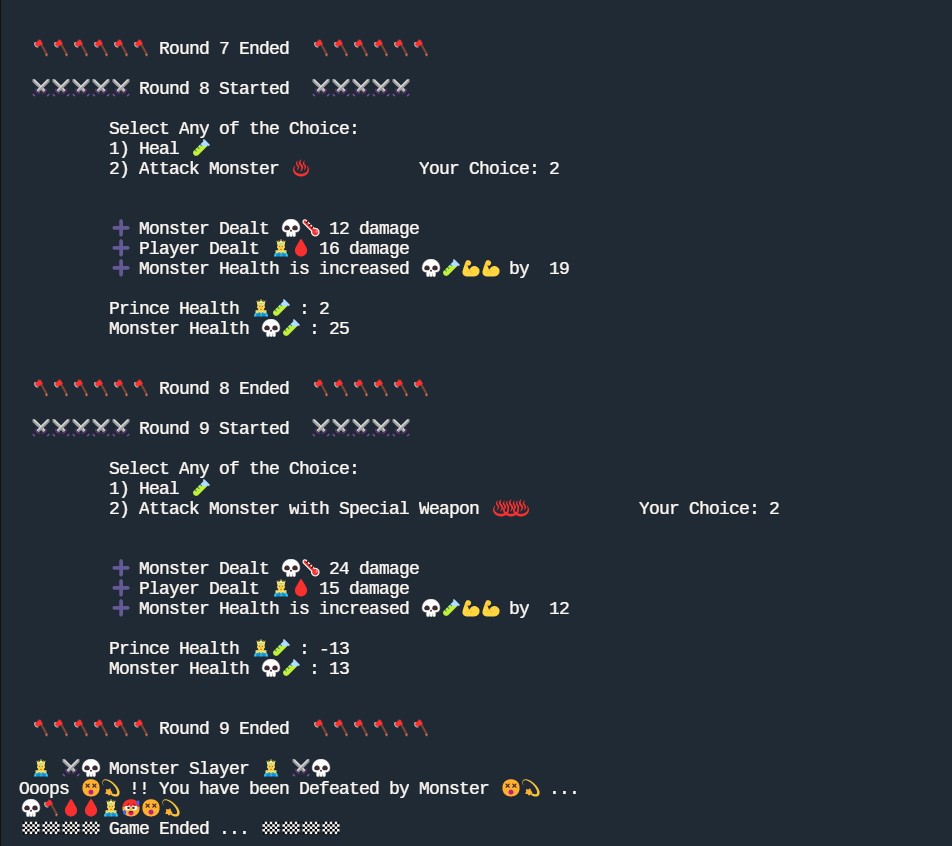 🪓🪓🪓🪓🪓🪓 Round 7 Ended 🪓🪓🪓🪓🪓🪓
⚔️⚔️⚔️⚔️⚔️ Round 8 Started ⚔️⚔️⚔️⚔️⚔️
Select Any of the Choice:
1) Heal 🧪
2) Attack Monster ♨️ Your Choice: 2
➕ Monster Dealt 💀🌡️ 12 damage
➕ Player Dealt 🤴🩸 16 damage
➕ Monster Health is increased 💀🧪💪💪 by 19
Prince Health 🤴🧪 : 2
Monster Health 💀🧪 : 25
🪓🪓🪓🪓🪓🪓 Round 8 Ended 🪓🪓🪓🪓🪓🪓
⚔️⚔️⚔️⚔️⚔️ Round 9 Started ⚔️⚔️⚔️⚔️⚔️
Select Any of the Choice:
1) Heal 🧪
2) Attack Monster with Special Weapon ♨️♨️♨️ Your Choice: 2
➕ Monster Dealt 💀🌡️ 24 damage
➕ Player Dealt 🤴🩸 15 damage
➕ Monster Health is increased 💀🧪💪💪 by 12
Prince Health 🤴🧪 : -13
Monster Health 💀🧪 : 13
🪓🪓🪓🪓🪓🪓 Round 9 Ended 🪓🪓🪓🪓🪓🪓
🤴 ⚔️💀 Monster Slayer 🤴 ⚔️💀
Ooops 😵💫 !! You have been Defeated by Monster 😵💫 ...
💀🪓🩸🩸🤴🤕😵💫
🏁🏁🏁🏁 Game Ended ... 🏁🏁🏁🏁